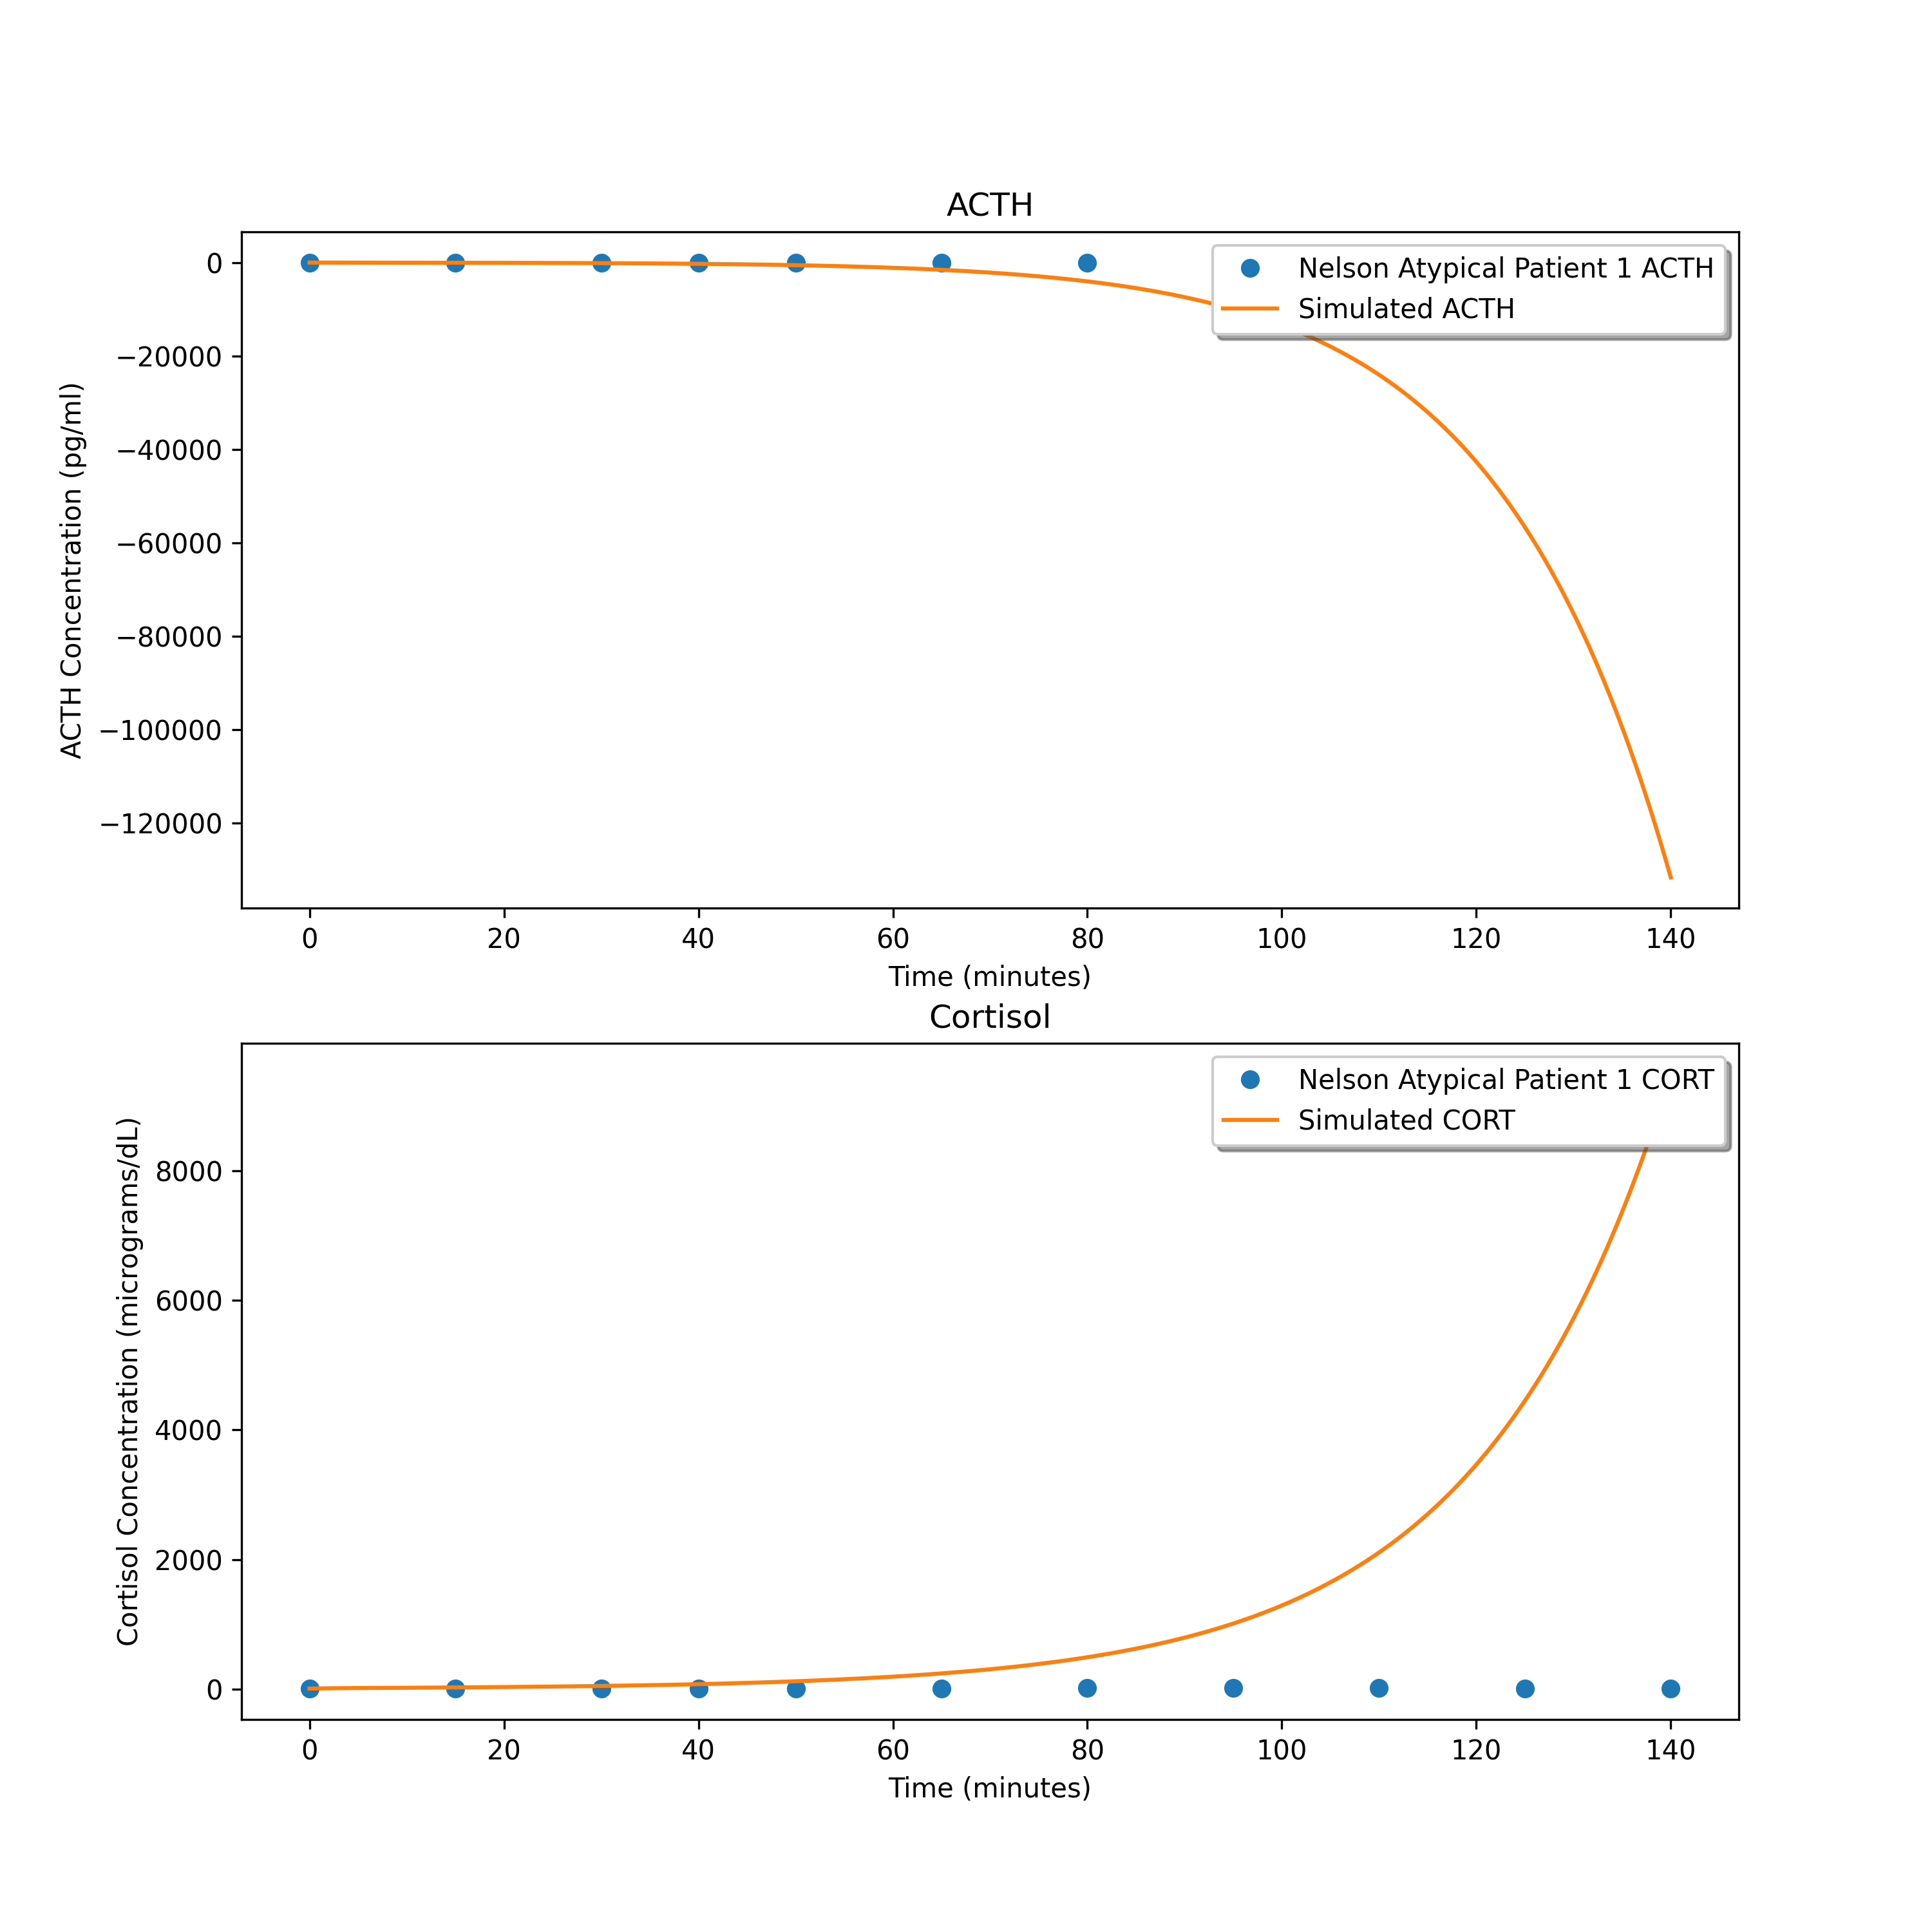 ACTH
Nelson Atypical Patient 1 ACTH
Simulated ACTH
0
−20000
−40000
−60000
−80000
−100000
−120000
ACTH Concentration (pg/ml)
0 20 40 60 80 100 120 140
Time (minutes)
Cortisol
Nelson Atypical Patient 1 CORT
Simulated CORT
8000
6000
4000
2000
0
Cortisol Concentration (micrograms/dL)
0 20 40 60 80 100 120 140
Time (minutes)